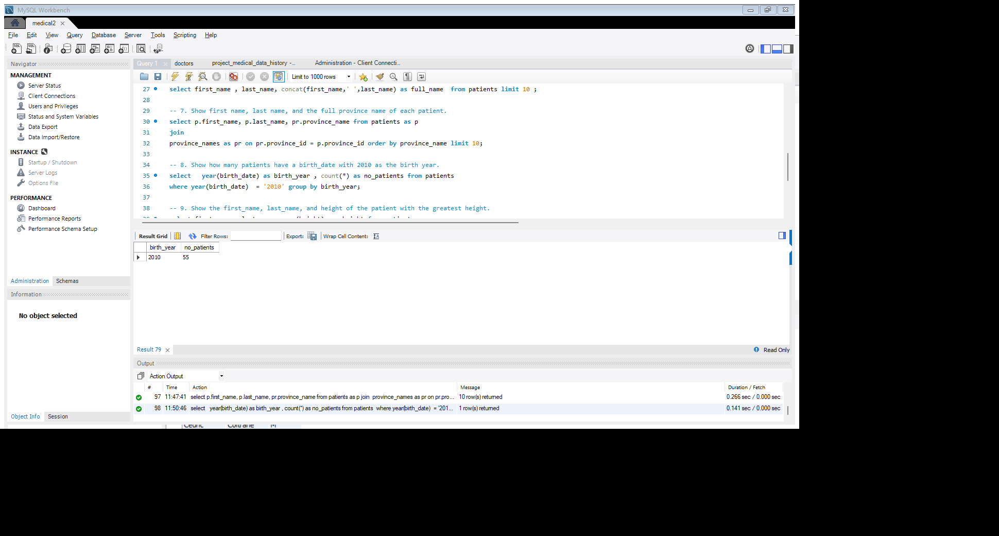 MySQL Workbench
medical2
File Edit View Query Database Server Tools Scripting Help
Navigator
MANAGEMENT
Server Status
Client Connections
Users and Privileges
Status and System Variables
Data Export
Data Import/Restore
INSTANCE
Startup / Shutdown
Server Logs
Options File
PERFORMANCE
Dashboard
Performance Reports
Performance Schema Setup
Administration Schemas
Information
No object selected
Object Info Session
Query 1 doctors project_medical_data_history -... Administration - Client Connecti...
Limit to 1000 rows
27 select first_name , last_name, concat(first_name,' ',last_name) as full_name  from patients limit 10 ;
28
29 -- 7. Show first name, last name, and the full province name of each patient.
30 select p.first_name, p.last_name, pr.province_name from patients as p
31 join
32 province_names as pr on pr.province_id = p.province_id order by province_name limit 10;
33
34 -- 8. Show how many patients have a birth_date with 2010 as the birth year.
35 select   year(birth_date) as birth_year , count(*) as no_patients from patients
36 where year(birth_date)  = '2010' group by birth_year;
37
38 -- 9. Show the first_name, last_name, and height of the patient with the greatest height.
Result Grid Filter Rows: Export: Wrap Cell Content:
birth_year no_patients
2010 55
Result 79 Read Only
Output
Action Output
# Time Action Message Duration / Fetch
97 11:47:41 select p.first_name, p.last_name, pr.province_name from patients as p join  province_names as pr on pr.pro... 10 row(s) returned 0.266 sec / 0.000 sec
98 11:50:46 select   year(birth_date) as birth_year , count(*) as no_patients from patients  where year(birth_date)  = '201... 1 row(s) returned 0.141 sec / 0.000 sec
Cedric Coltrane M